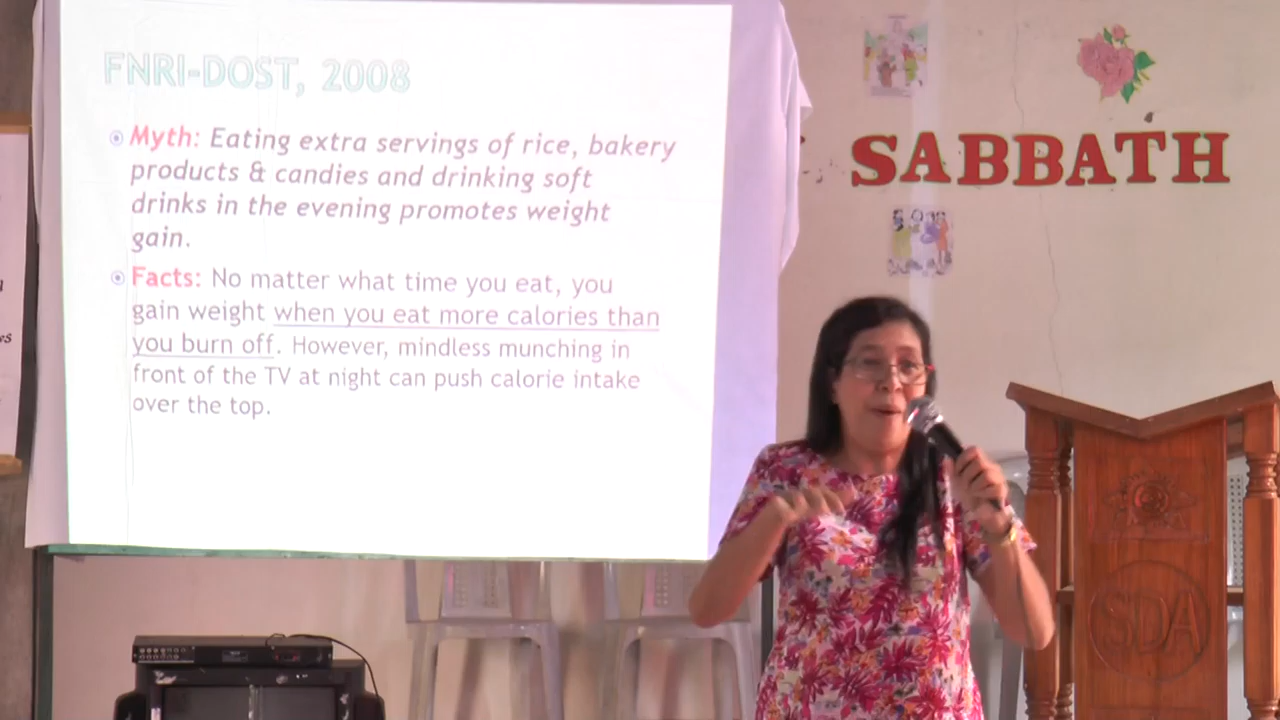 FNRI-DOST, 2008
Myth: Eating extra servings of rice, bakery
products & candies and drinking soft
drinks in the evening promotes weight
gain.
Facts: No matter what time you eat, you
gain weight when you eat more calories than
you burn off. However, mindless munching in
front of the TV at night can push calorie intake
over the top.
SABBATH
SDA